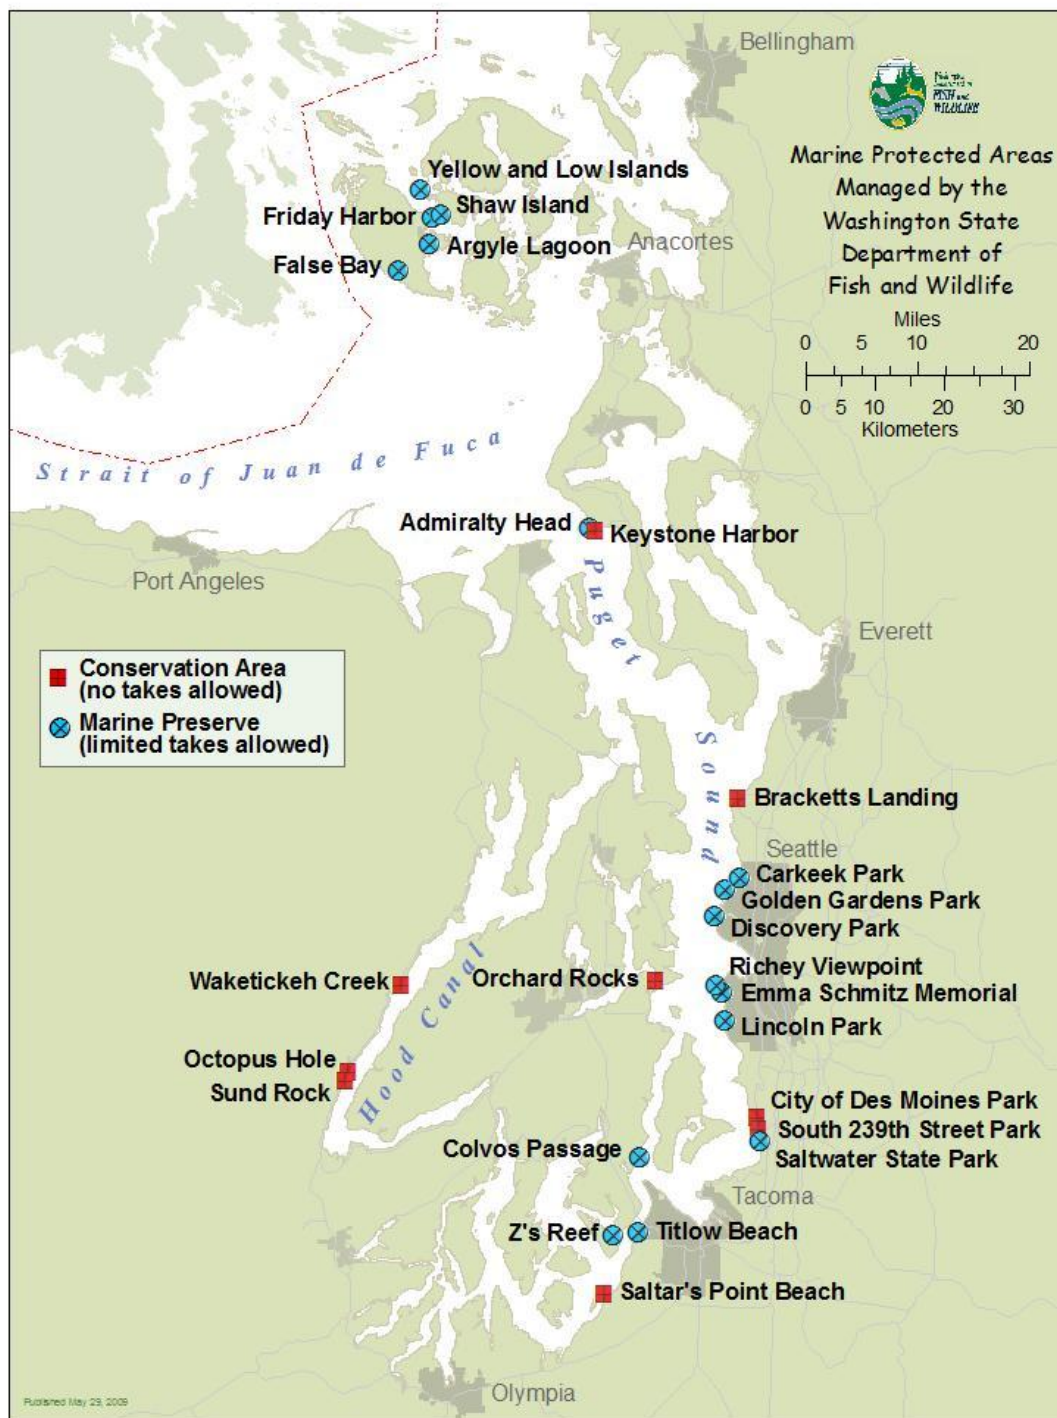 Bellingham
FISH and
WILDLIFE
Marine Protected Areas
Managed by the
Washington State
Department of
Fish and Wildlife
Miles
0 5 10 20
0 5 10 20 30
Kilometers
Yellow and Low Islands
Shaw Island
Friday Harbor
Argyle Lagoon
Anacortes
False Bay
Strait of Juan de Fuca
Admiralty Head
Keystone Harbor
Port Angeles
Puget Sound
Everett
Conservation Area
(no takes allowed)
Marine Preserve
(limited takes allowed)
Bracketts Landing
Seattle
Carkeek Park
Golden Gardens Park
Discovery Park
Richey Viewpoint
Emma Schmitz Memorial
Lincoln Park
Waketickeh Creek
Orchard Rocks
Hood Canal
Octopus Hole
Sund Rock
City of Des Moines Park
South 239th Street Park
Saltwater State Park
Colvos Passage
Tacoma
Z's Reef
Titlow Beach
Saltar's Point Beach
Olympia
Published May 29, 2009